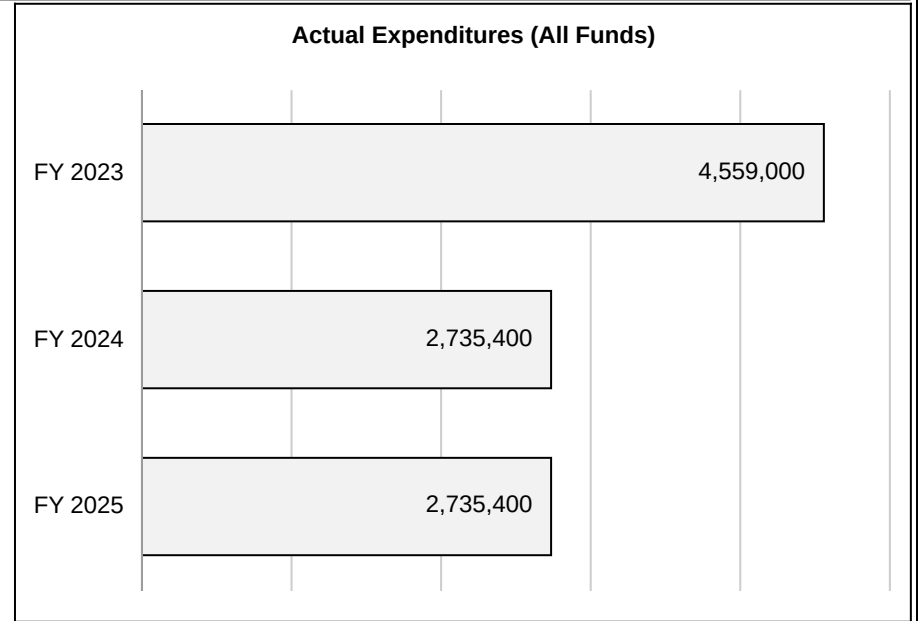 Actual Expenditures (All Funds)
FY 2023
4,559,000
FY 2024
2,735,400
FY 2025
2,735,400